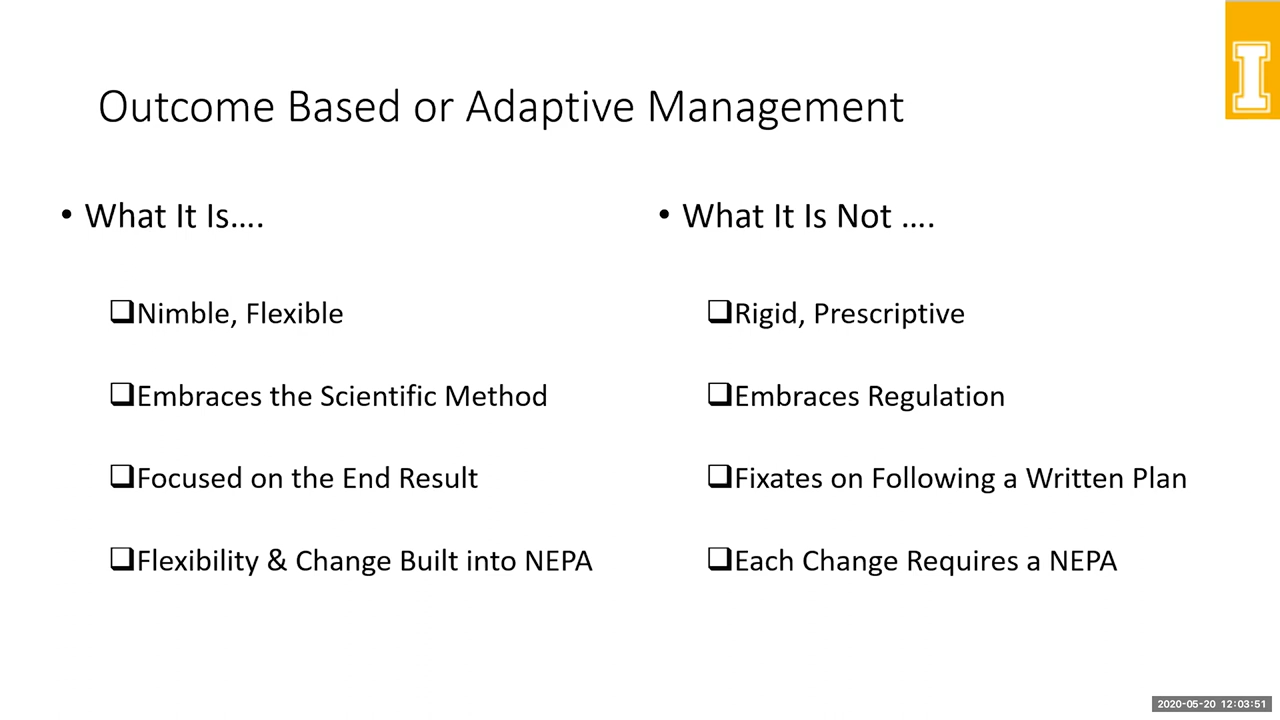 I
Outcome Based or Adaptive Management
• What It Is….
❑Nimble, Flexible
❑Embraces the Scientific Method
❑Focused on the End Result
❑Flexibility & Change Built into NEPA
• What It Is Not ….
❑Rigid, Prescriptive
❑Embraces Regulation
❑Fixates on Following a Written Plan
❑Each Change Requires a NEPA
2020-05-20 12:03:51